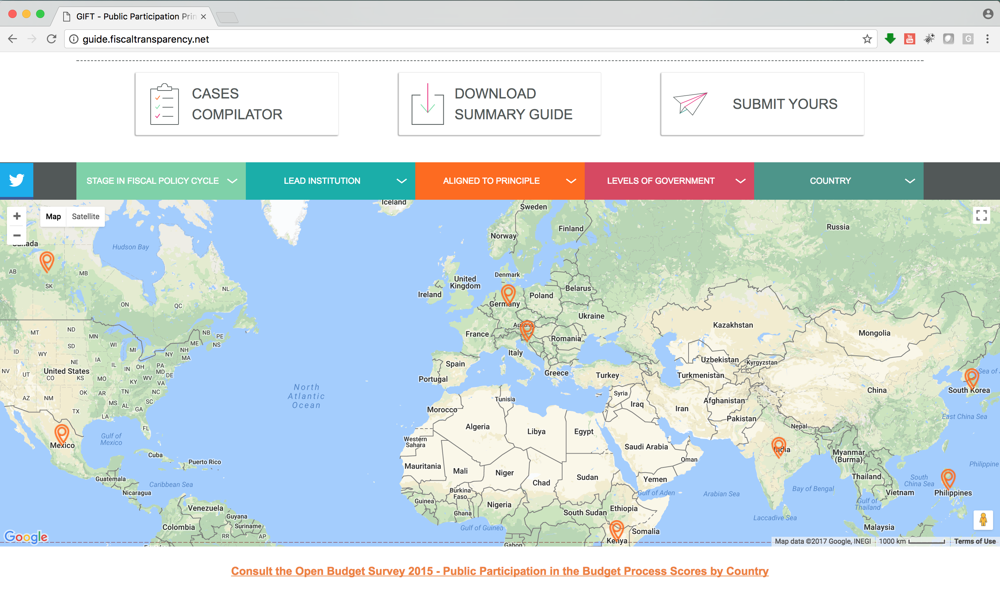 GIFT - Public Participation Prin
guide.fiscaltransparency.net
You
Tube
G
CASES
COMPILATOR
DOWNLOAD
SUMMARY GUIDE
SUBMIT YOURS
STAGE IN FISCAL POLICY CYCLE
LEAD INSTITUTION
ALIGNED TO PRINCIPLE
LEVELS OF GOVERNMENT
COUNTRY
Map
Satellite
Iceland
Sweden
Finland
Russia
Norway
Canada
Hudson Bay
AB
MB
SK
Denmark
United
Kingdom
Ireland
NL
Belarus
Poland
Germany
ON
QC
Ukraine
Kazakhstan
Mongolia
Austria
France
Romania
MT
ND
MN
NB
PE
NS
ME
WI
SD
MI
NH
ID
WY
NY
MA
Italy
NE
IA
IL
IN
OH
PA
MD
DE
Uzbekistan
Kyrgyzstan
Spain
NV
UT
United States
CO
KS
MO
KY
WV
VA
Greece
Turkey
Turkmenistan
Sea of
Portugal
North
Atlantic
Ocean
OK
AR
TN
NC
AZ
NM
MS
AL
SC
GA
Syria
China
South Korea
Tunisia
Afghanistan
Iraq
Iran
Morocco
TX
LA
FL
Pakistan
East China Sea
Algeria
Libya
Egypt
Nepal
Gulf of
Mexico
Western
Sahara
Mexico
Saudi Arabia
India
Cuba
Puerto Rico
Oman
Myanmar
(Burma)
Philippine
Mauritania
Mali
Niger
Chad
Sudan
Yemen
Thailand
South
China Sea
Guatemala
Caribbean Sea
Nicaragua
Burkina
Faso
Gulf of Aden
Arabian Sea
Bay of Bengal
Vietnam
Philippines
Guinea
Nigeria
Ethiopia
Gulf of
Thailand
Venezuela
Guyana
Ghana
South Sudan
Laccadive Sea
Colombia
Suriname
Gulf of Guinea
Somalia
Malaysia
RR
AP
Kenya
Gabon
Google
Map data ©2017 Google, INEGI
1000 km
Terms of Use
Consult the Open Budget Survey 2015 - Public Participation in the Budget Process Scores by Country